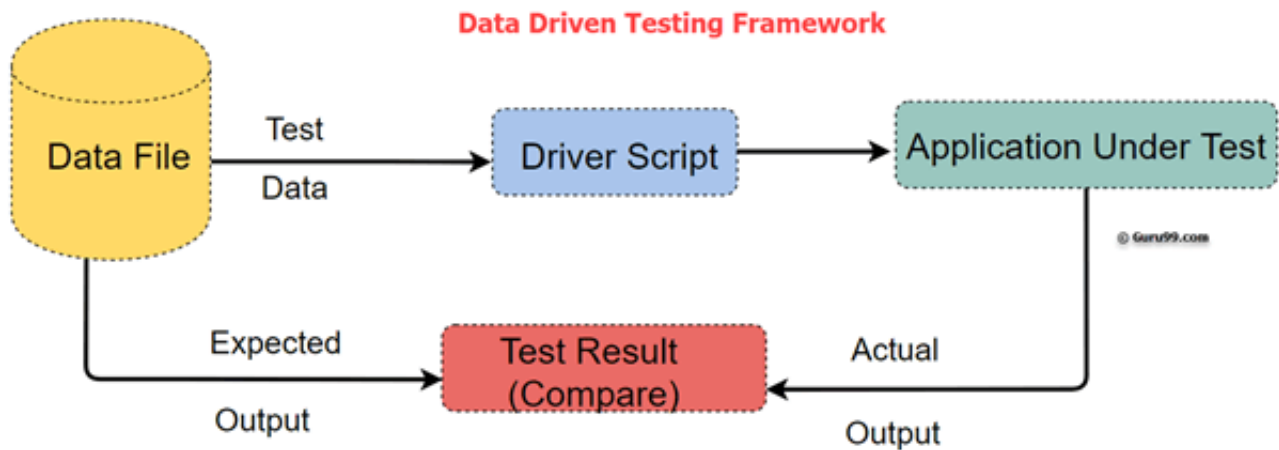 Data Driven Testing Framework
Data File
Test
Data
Driver Script
Application Under Test
© Guru99.com
Expected
Output
Test Result
(Compare)
Actual
Output